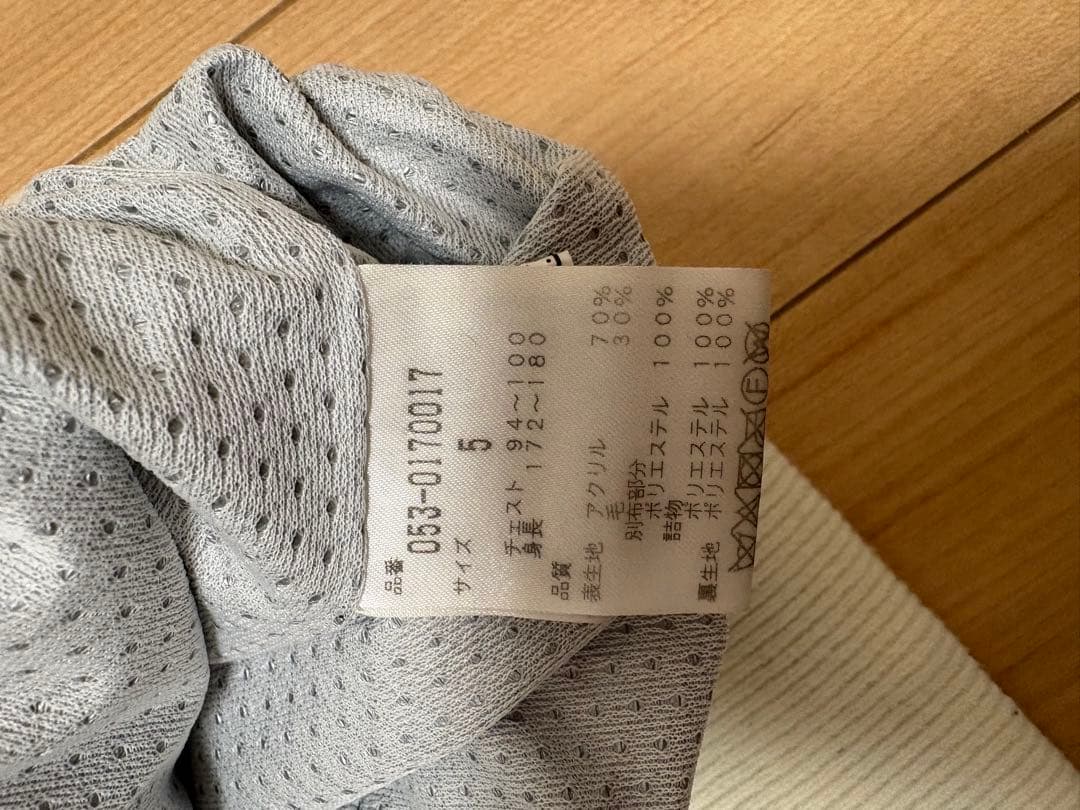 品番
053-0170017
サイズ 5
チェスト 94～100
身長 172～180
品質
表生地 アクリル 70%
毛 30%
別布部分
ポリエステル 100%
詰物
ポリエステル 100%
裏生地 ポリエステル 100%
F